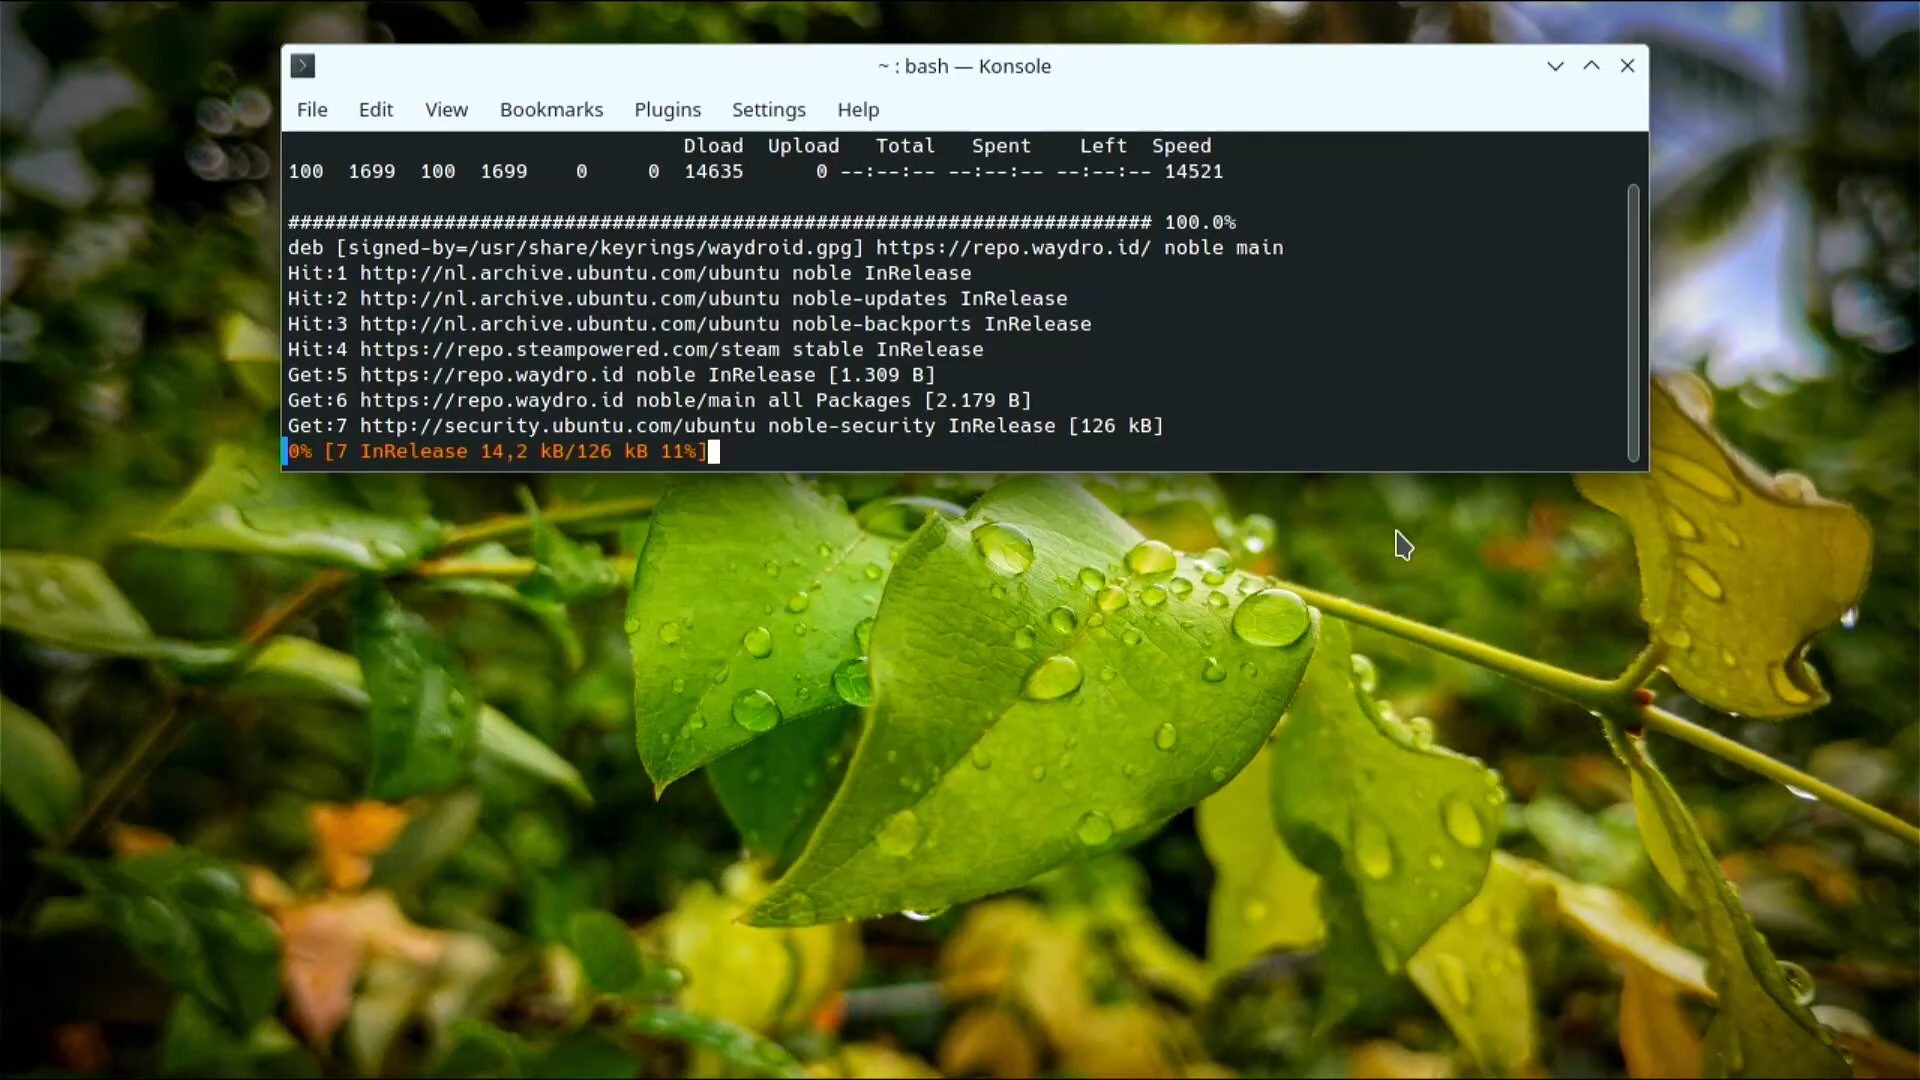 ~ : bash — Konsole
File Edit View Bookmarks Plugins Settings Help
Dload Upload Total Spent Left Speed
100 1699 100 1699 0 0 14635 0 --:--:-- --:--:-- --:--:-- 14521
######################################################################## 100.0%
deb [signed-by=/usr/share/keyrings/waydroid.gpg] https://repo.waydro.id/ noble main
Hit:1 http://nl.archive.ubuntu.com/ubuntu noble InRelease
Hit:2 http://nl.archive.ubuntu.com/ubuntu noble-updates InRelease
Hit:3 http://nl.archive.ubuntu.com/ubuntu noble-backports InRelease
Hit:4 https://repo.steampowered.com/steam stable InRelease
Get:5 https://repo.waydro.id noble InRelease [1.309 B]
Get:6 https://repo.waydro.id noble/main all Packages [2.179 B]
Get:7 http://security.ubuntu.com/ubuntu noble-security InRelease [126 kB]
0% [7 InRelease 14,2 kB/126 kB 11%]